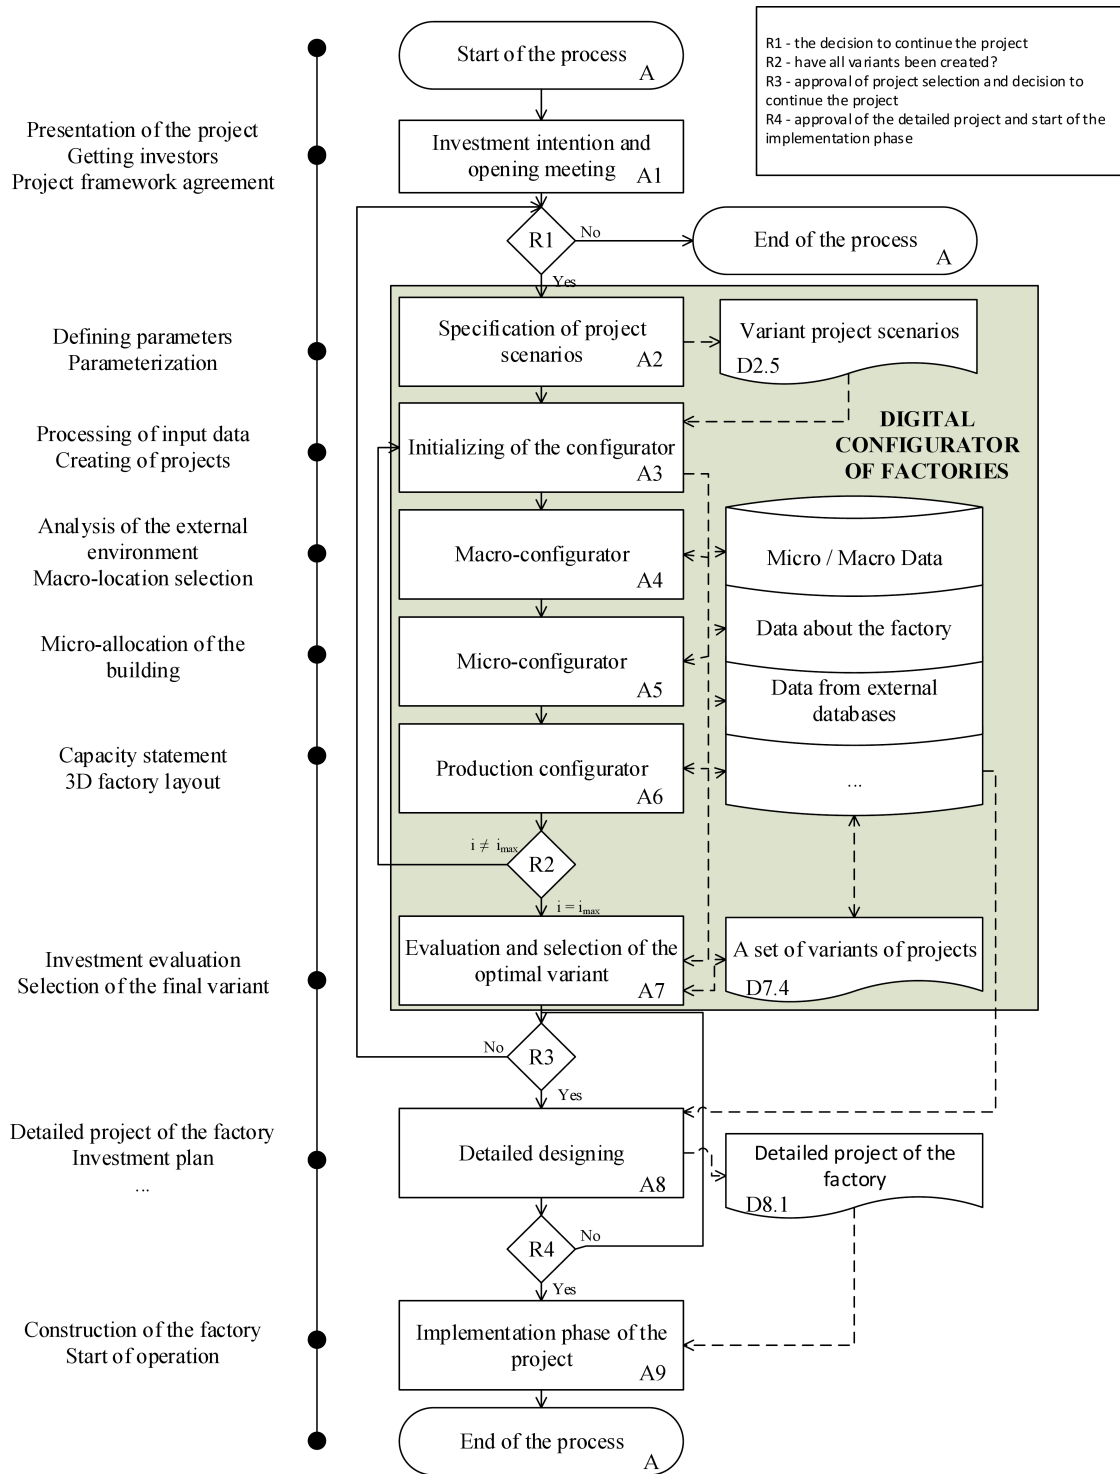 Start of the process
A
R1 - the decision to continue the project
R2 - have all variants been created?
R3 - approval of project selection and decision to
continue the project
R4 - approval of the detailed project and start of the
implementation phase
Presentation of the project
Getting investors
Project framework agreement
Investment intention and
opening meeting
A1
R1
No
End of the process
A
Yes
Defining parameters
Parameterization
Specification of project
scenarios
A2
Variant project scenarios
D2.5
Processing of input data
Creating of projects
Initializing of the configurator
A3
DIGITAL
CONFIGURATOR
OF FACTORIES
Analysis of the external
environment
Macro-location selection
Macro-configurator
A4
Micro / Macro Data
Micro-allocation of the
building
Micro-configurator
A5
Data about the factory
Data from external
databases
Capacity statement
3D factory layout
Production configurator
A6
...
i ≠ imax
R2
i = imax
Investment evaluation
Selection of the final variant
Evaluation and selection of the
optimal variant
A7
A set of variants of projects
D7.4
No
R3
Yes
Detailed project of the factory
Investment plan
...
Detailed designing
A8
Detailed project of the
factory
D8.1
R4
No
Yes
Construction of the factory
Start of operation
Implementation phase of the
project
A9
End of the process
A